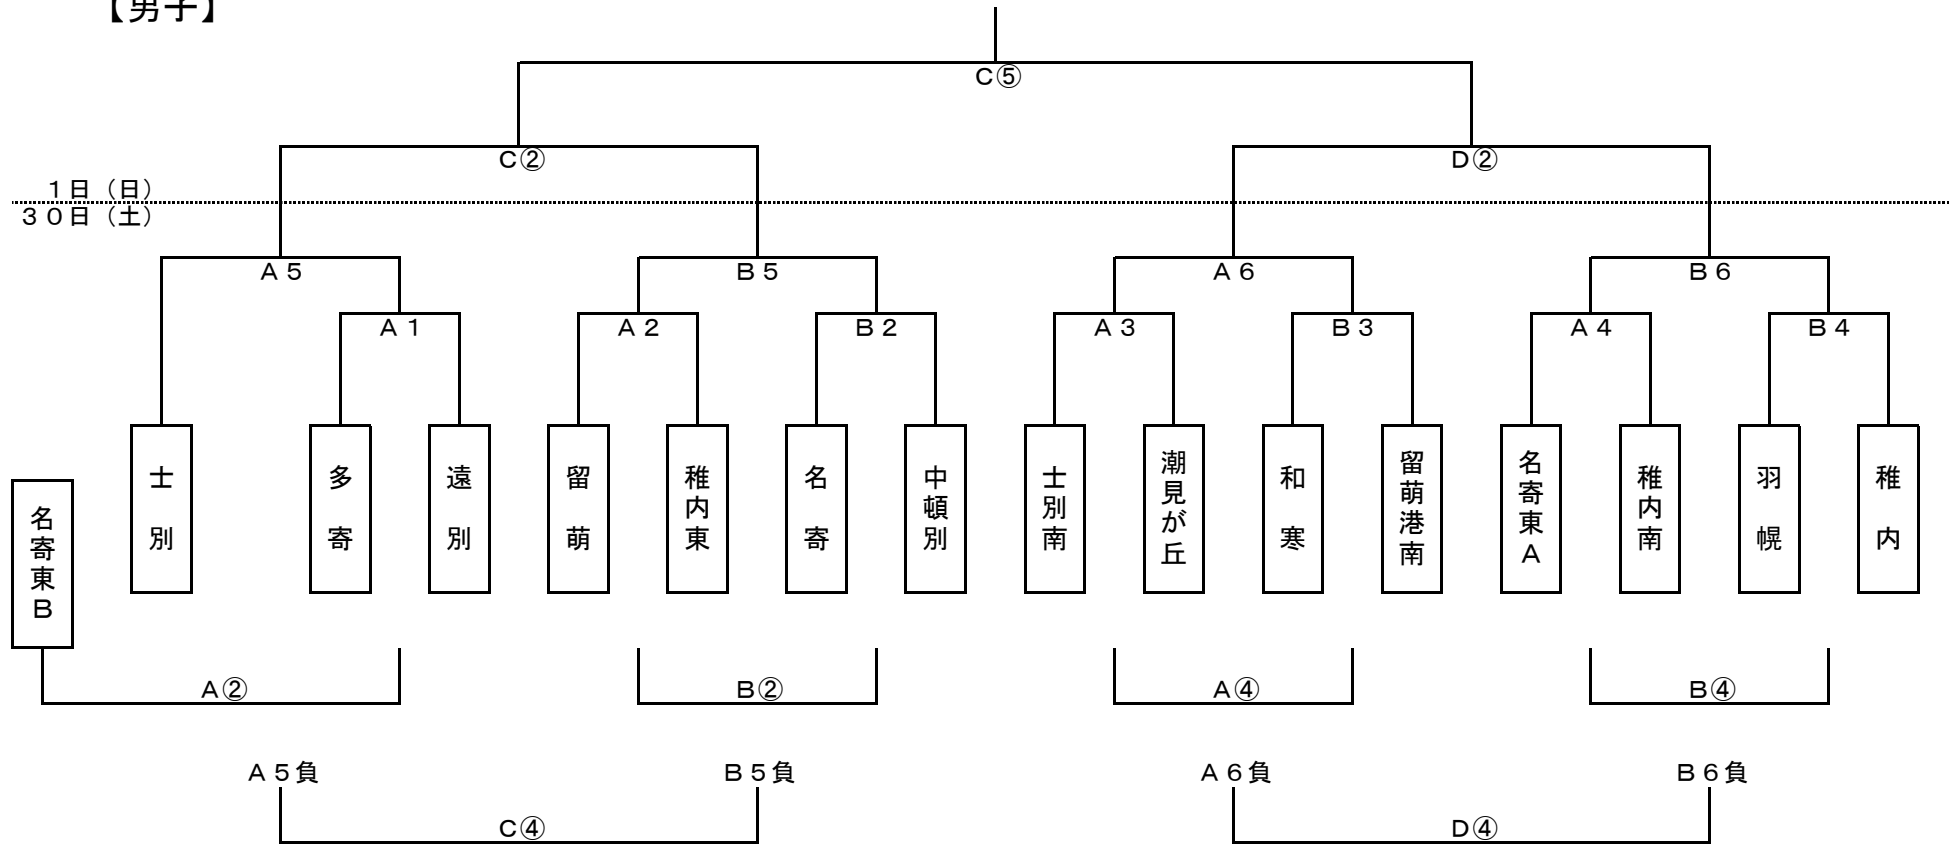 【男子】
C⑤
C②
D②
1日（日）
30日（土）
A5
B5
A6
B6
A1
A2
B2
A3
B3
A4
B4
名寄東B
士別
多寄
遠別
留萌
稚内東
名寄
中頓別
士別南
潮見が丘
和寒
留萌港南
名寄東A
稚内南
羽幌
稚内
A②
B②
A④
B④
A5負
B5負
A6負
B6負
C④
D④